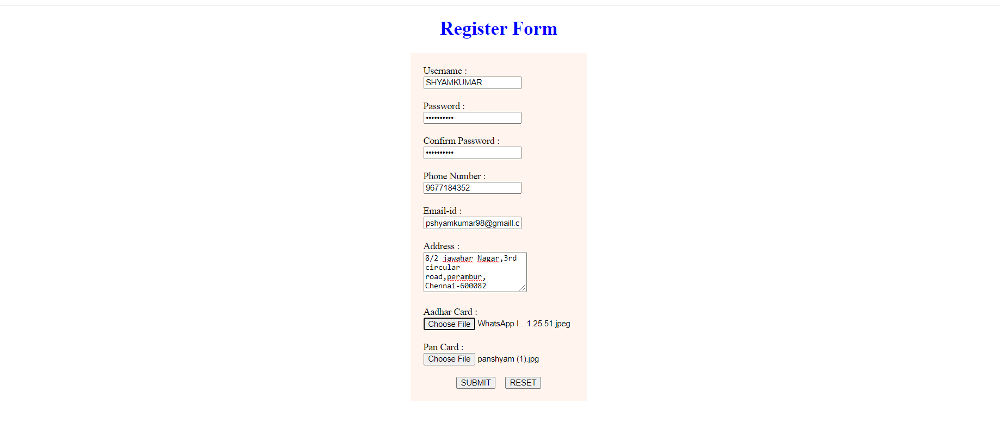 Register Form
Username :
SHYAMKUMAR
Password :
••••••••••
Confirm Password :
••••••••••
Phone Number :
9677184352
Email-id :
pshyamkumar98@gmaill.c
Address :
8/2 jawahar Nagar,3rd
circular
road,perambur,
Chennai-600082
Aadhar Card :
Choose File WhatsApp I...1.25.51.jpeg
Pan Card :
Choose File panshyam (1).jpg
SUBMIT RESET